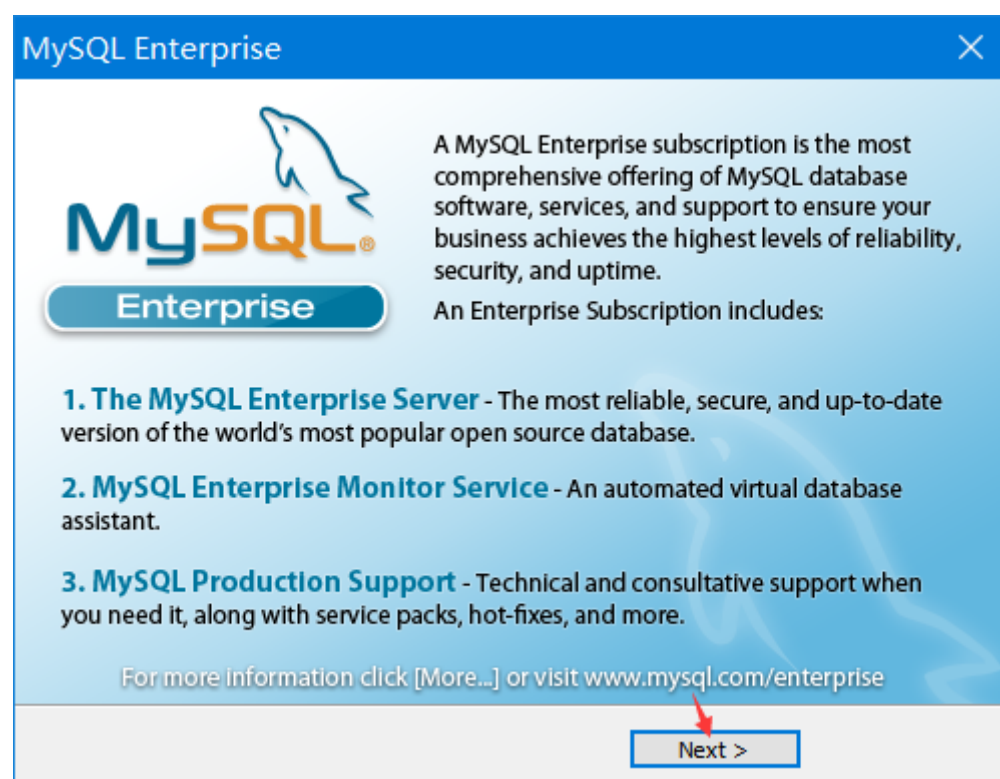 MySQL Enterprise
MySQL®
Enterprise
A MySQL Enterprise subscription is the most
comprehensive offering of MySQL database
software, services, and support to ensure your
business achieves the highest levels of reliability,
security, and uptime.
An Enterprise Subscription includes:
1. The MySQL Enterprise Server - The most reliable, secure, and up-to-date
version of the world's most popular open source database.
2. MySQL Enterprise Monitor Service - An automated virtual database
assistant.
3. MySQL Production Support - Technical and consultative support when
you need it, along with service packs, hot-fixes, and more.
For more information click [More...] or visit www.mysql.com/enterprise
Next >